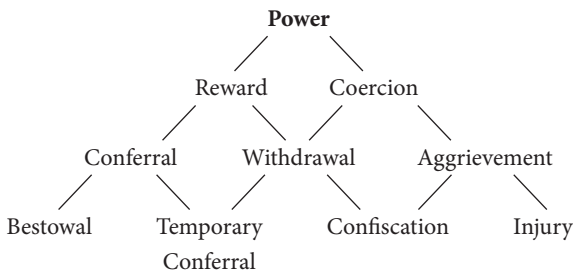 Power
Reward Coercion
Conferral Withdrawal Aggrievement
Bestowal Temporary Confiscation Injury
Conferral